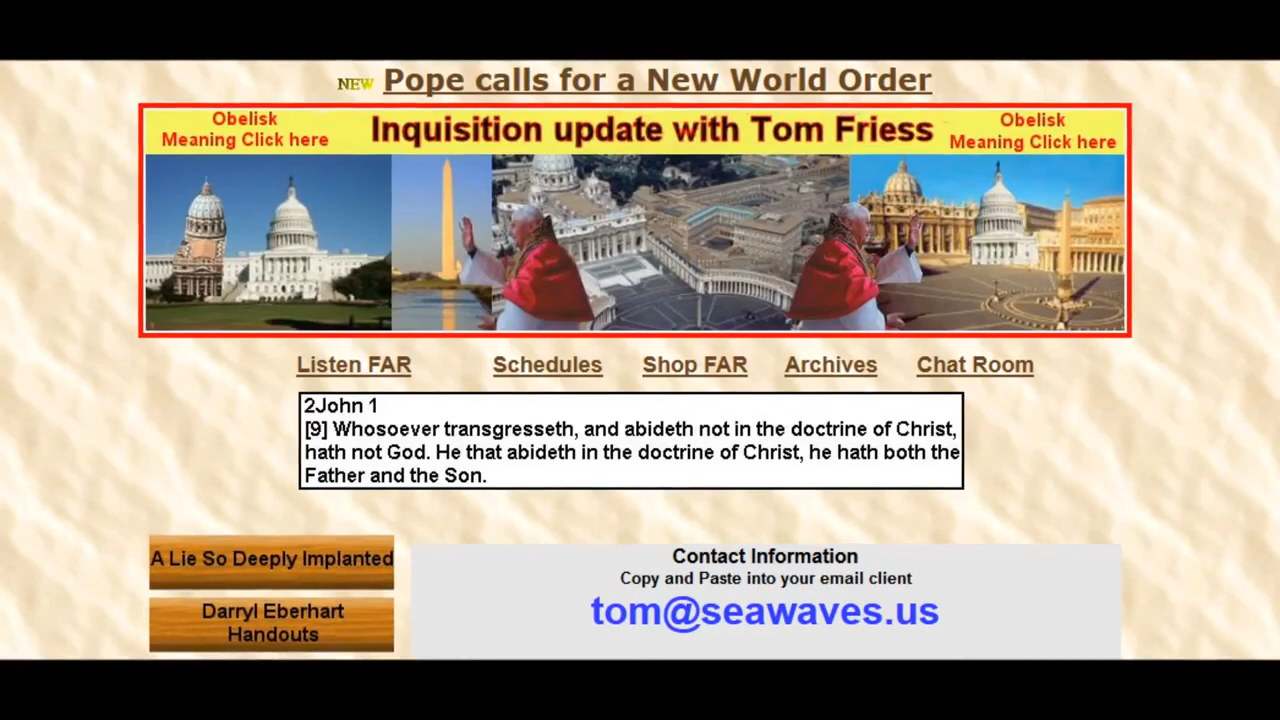 NEW Pope calls for a New World Order
Obelisk
Meaning Click here
Inquisition update with Tom Friess
Obelisk
Meaning Click here
Listen FAR Schedules Shop FAR Archives Chat Room
2John 1
[9] Whosoever transgresseth, and abideth not in the doctrine of Christ,
hath not God. He that abideth in the doctrine of Christ, he hath both the
Father and the Son.
A Lie So Deeply Implanted
Darryl Eberhart
Handouts
Contact Information
Copy and Paste into your email client
tom@seawaves.us